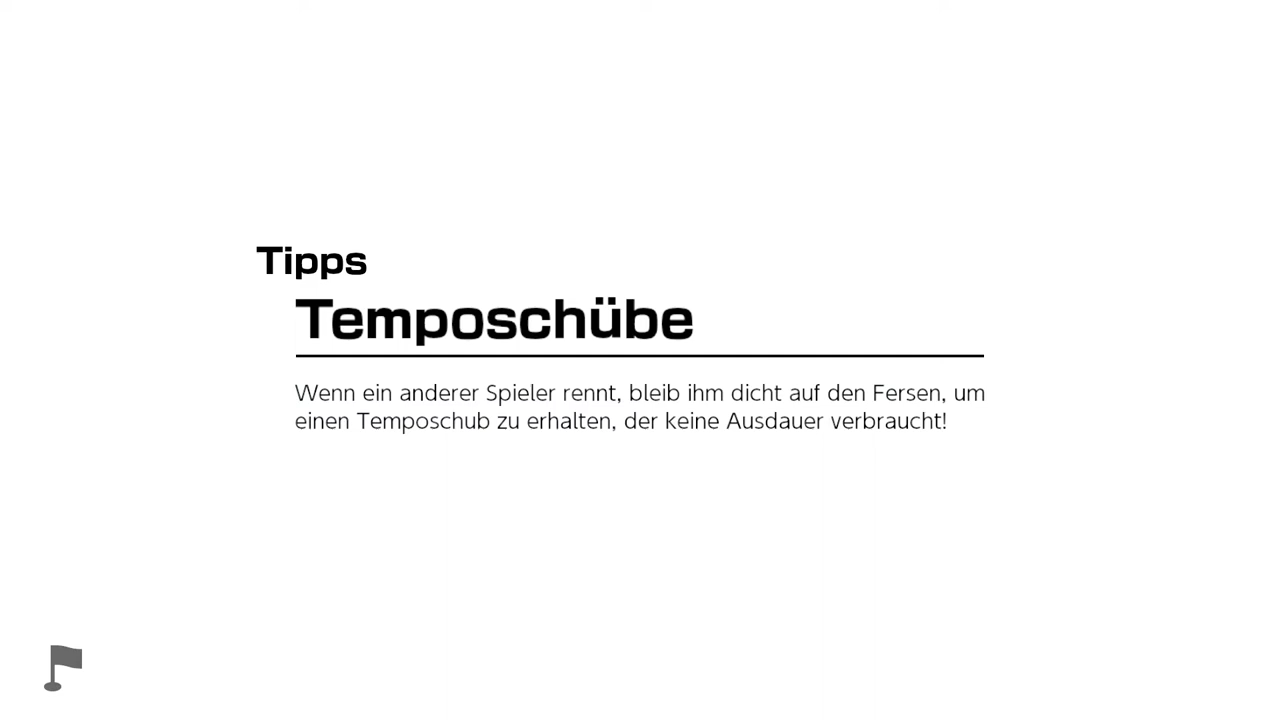 Tipps
Temposchübe
Wenn ein anderer Spieler rennt, bleib ihm dicht auf den Fersen, um
einen Temposchub zu erhalten, der keine Ausdauer verbraucht!